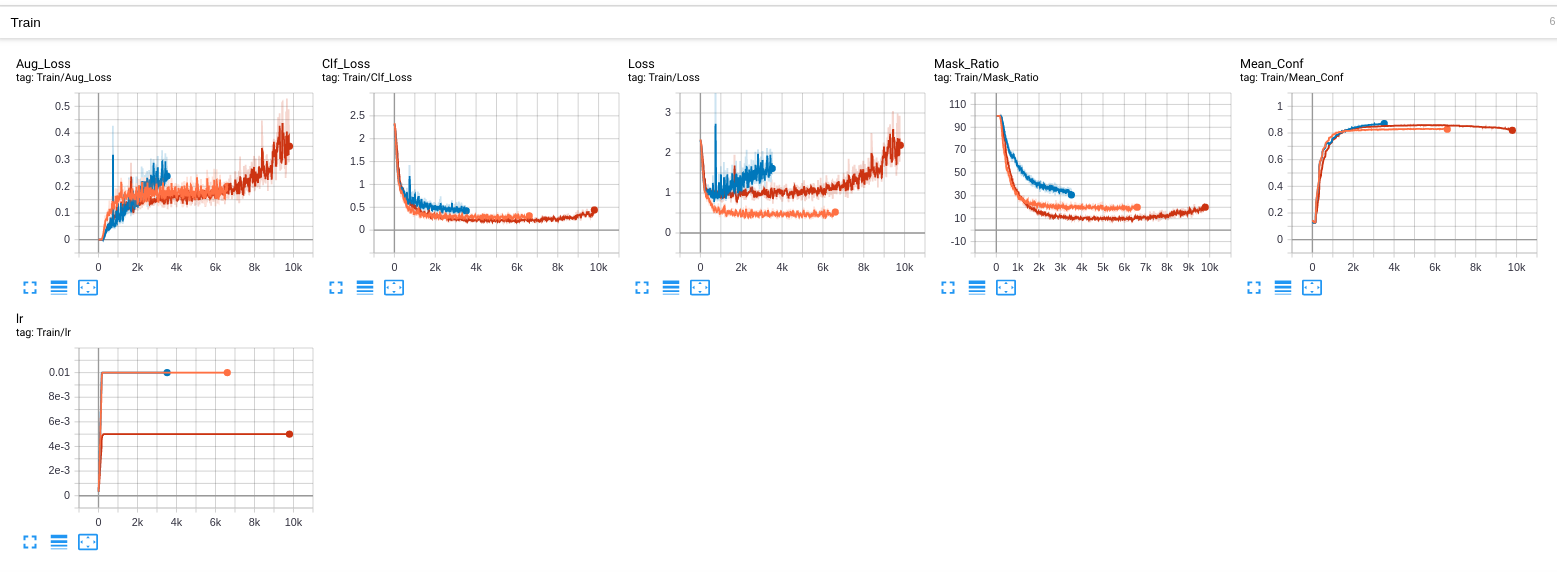 Train
6
Aug_Loss
tag: Train/Aug_Loss
0.5
0.4
0.3
0.2
0.1
0
0 2k 4k 6k 8k 10k
Clf_Loss
tag: Train/Clf_Loss
2.5
2
1.5
1
0.5
0
0 2k 4k 6k 8k 10k
Loss
tag: Train/Loss
3
2
1
0
0 2k 4k 6k 8k 10k
Mask_Ratio
tag: Train/Mask_Ratio
110
90
70
50
30
10
-10
0 1k 2k 3k 4k 5k 6k 7k 8k 9k 10k
Mean_Conf
tag: Train/Mean_Conf
1
0.8
0.6
0.4
0.2
0
0 2k 4k 6k 8k 10k
lr
tag: Train/lr
0.01
8e-3
6e-3
4e-3
2e-3
0
0 2k 4k 6k 8k 10k